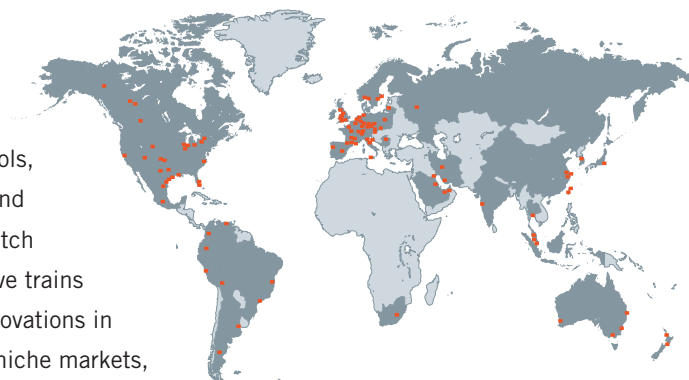 ols,
nd
tch
ve trains
ovations in
niche markets,